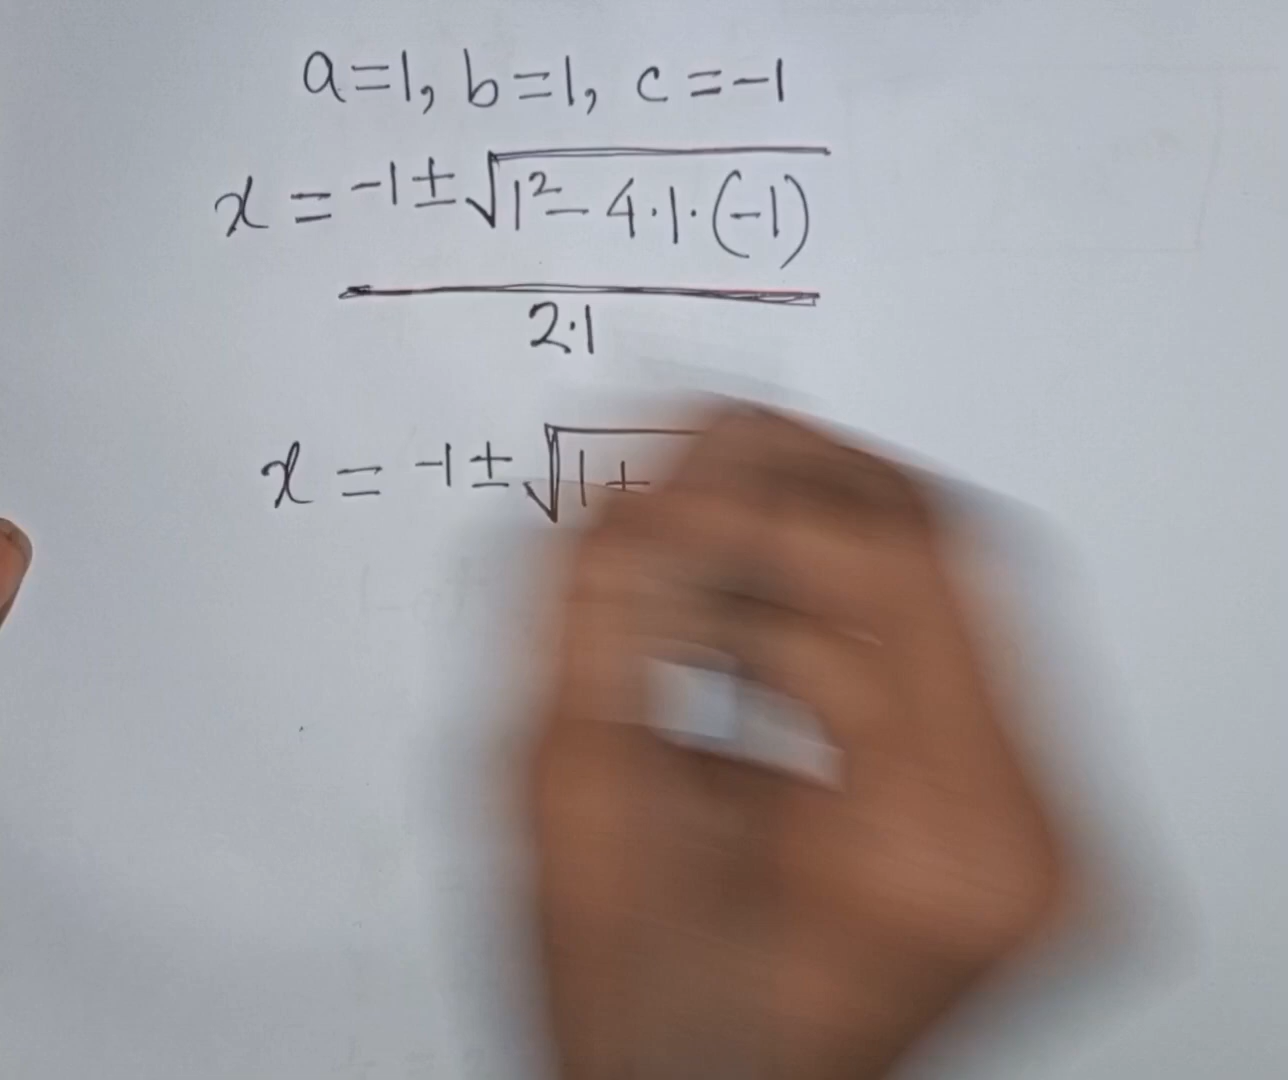 a=1, b=1, c=-1
x = -1 ± √1² - 4·1·(-1)
2·1
x = -1 ± √1 +